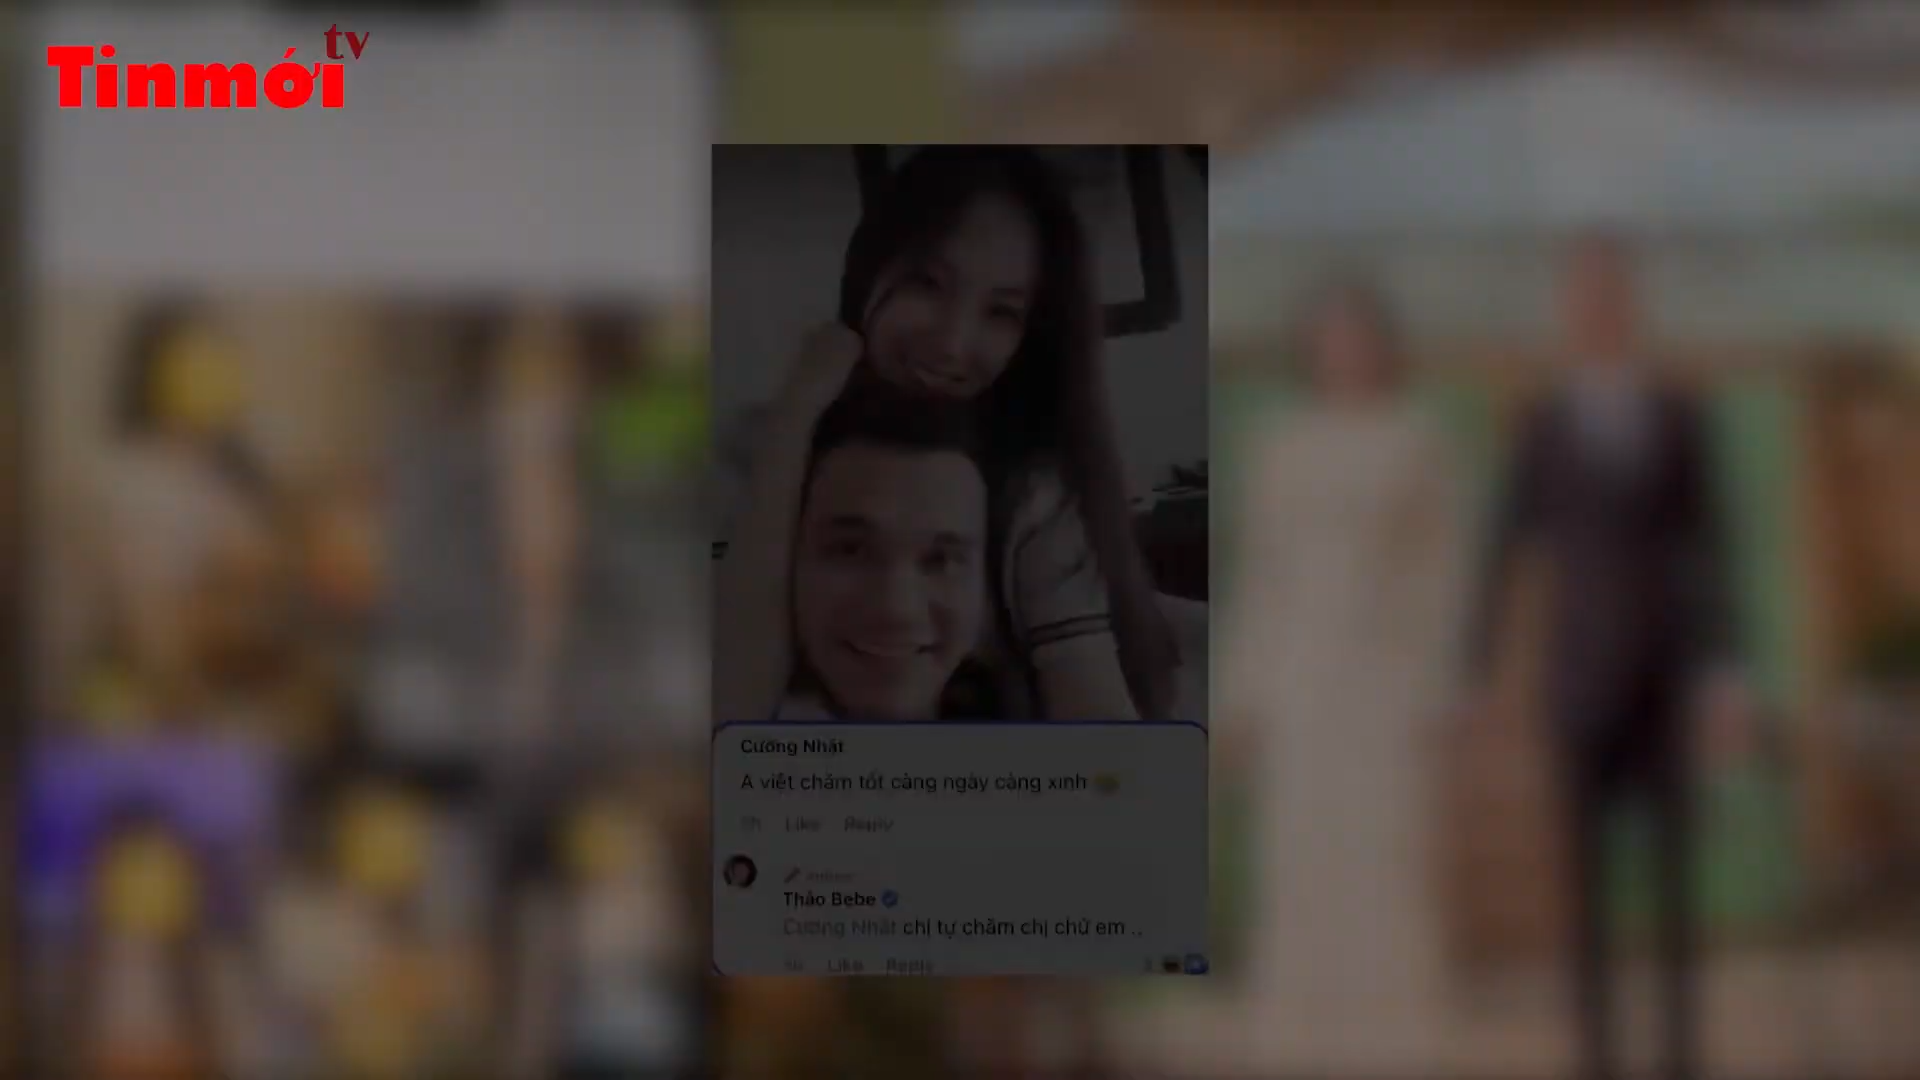 Tinmới tv
Cường Nhật
A việt chăm tốt càng ngày càng xinh
Like Reply
Thảo Bebe
Cường Nhật chị tự chăm chị chứ em ..
Like Reply